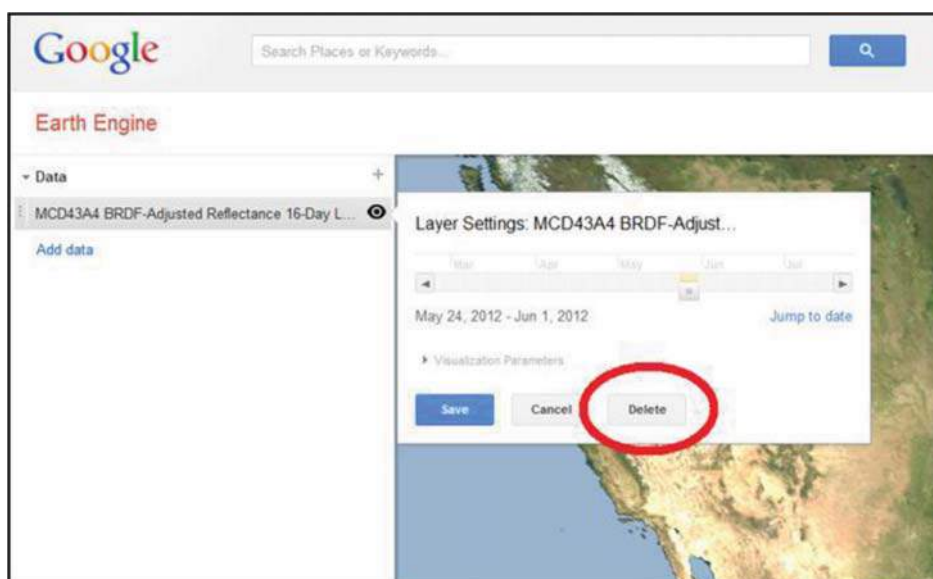 Google
Search Places or Keywords...
Earth Engine
Data
MCD43A4 BRDF-Adjusted Reflectance 16-Day L...
Add data
Layer Settings: MCD43A4 BRDF-Adjust...
Mar Apr May Jun Jul
May 24, 2012 - Jun 1, 2012 Jump to date
Visualization Parameters
Save Cancel Delete